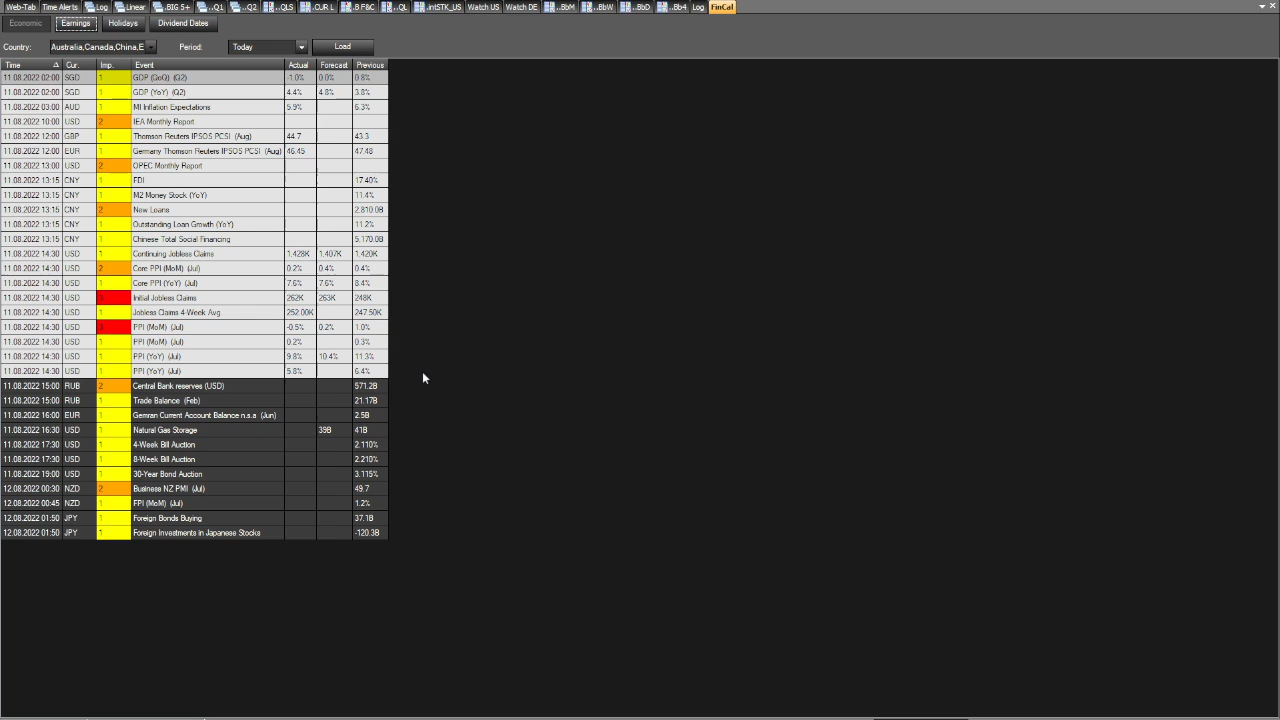 Web-Tab Time Alerts Log Linear .BIG 5+ ..Q1 ..Q2 .QLS .CUR L .B F&C .QL .intSTK_US Watch US Watch DE ..BbM ..BbW ..BbD ..Bb4 Log FinCal
Economic Earnings Holidays Dividend Dates
Country: Australia,Canada,China,E Period: Today Load
Time Cur. Imp. Event Actual Forecast Previous
11.08.2022 02:00 SGD 1 GDP (QoQ) (Q2) -1.0% 0.0% 0.8%
11.08.2022 02:00 SGD 1 GDP (YoY) (Q2) 4.4% 4.8% 3.8%
11.08.2022 03:00 AUD 1 MI Inflation Expectations 5.9% 6.3%
11.08.2022 10:00 USD 2 IEA Monthly Report
11.08.2022 12:00 GBP 1 Thomson Reuters IPSOS PCSI (Aug) 44.7 43.3
11.08.2022 12:00 EUR 1 Germany Thomson Reuters IPSOS PCSI (Aug) 46.45 47.48
11.08.2022 13:00 USD 2 OPEC Monthly Report
11.08.2022 13:15 CNY 1 FDI 17.40%
11.08.2022 13:15 CNY 1 M2 Money Stock (YoY) 11.4%
11.08.2022 13:15 CNY 2 New Loans 2,810.0B
11.08.2022 13:15 CNY 1 Outstanding Loan Growth (YoY) 11.2%
11.08.2022 13:15 CNY 1 Chinese Total Social Financing 5,170.0B
11.08.2022 14:30 USD 1 Continuing Jobless Claims 1,428K 1,407K 1,420K
11.08.2022 14:30 USD 2 Core PPI (MoM) (Jul) 0.2% 0.4% 0.4%
11.08.2022 14:30 USD 1 Core PPI (YoY) (Jul) 7.6% 7.6% 8.4%
11.08.2022 14:30 USD 3 Initial Jobless Claims 262K 263K 248K
11.08.2022 14:30 USD 1 Jobless Claims 4-Week Avg 252.00K 247.50K
11.08.2022 14:30 USD 3 PPI (MoM) (Jul) -0.5% 0.2% 1.0%
11.08.2022 14:30 USD 1 PPI (MoM) (Jul) 0.2% 0.3%
11.08.2022 14:30 USD 1 PPI (YoY) (Jul) 9.8% 10.4% 11.3%
11.08.2022 14:30 USD 1 PPI (YoY) (Jul) 5.8% 6.4%
11.08.2022 15:00 RUB 2 Central Bank reserves (USD) 571.2B
11.08.2022 15:00 RUB 1 Trade Balance (Feb) 21.17B
11.08.2022 16:00 EUR 1 Gemran Current Account Balance n.s.a (Jun) 2.5B
11.08.2022 16:30 USD 1 Natural Gas Storage 39B 41B
11.08.2022 17:30 USD 1 4-Week Bill Auction 2.110%
11.08.2022 17:30 USD 1 8-Week Bill Auction 2.210%
11.08.2022 19:00 USD 1 30-Year Bond Auction 3.115%
12.08.2022 00:30 NZD 2 Business NZ PMI (Jul) 49.7
12.08.2022 00:45 NZD 1 FPI (MoM) (Jul) 1.2%
12.08.2022 01:50 JPY 1 Foreign Bonds Buying 37.1B
12.08.2022 01:50 JPY 1 Foreign Investments in Japanese Stocks -120.3B